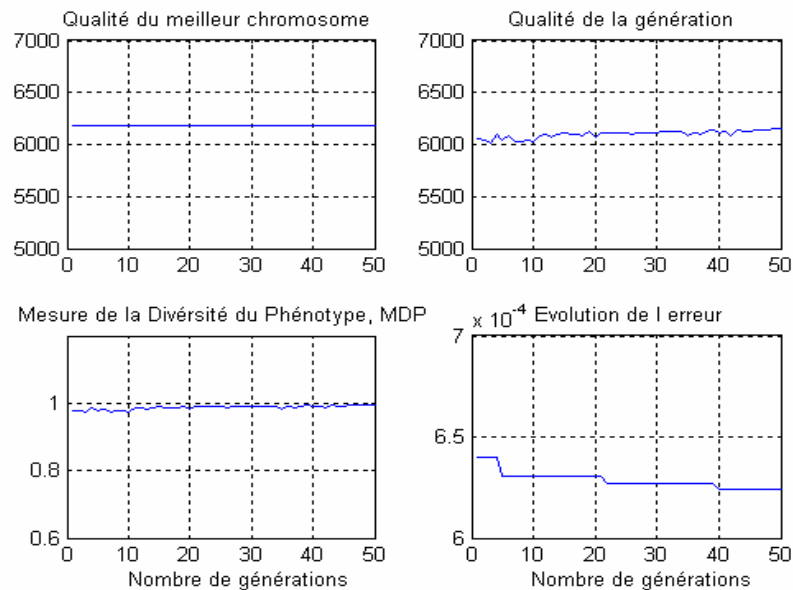 Qualité du meilleur chromosome
7000
6500
6000
5500
5000
0 10 20 30 40 50
Qualité de la génération
7000
6500
6000
5500
5000
0 10 20 30 40 50
Mesure de la Divérsité du Phénotype, MDP
1
0.8
0.6
0 10 20 30 40 50
Nombre de générations
x 10⁻⁴ Evolution de l erreur
7
6.5
6
0 10 20 30 40 50
Nombre de générations